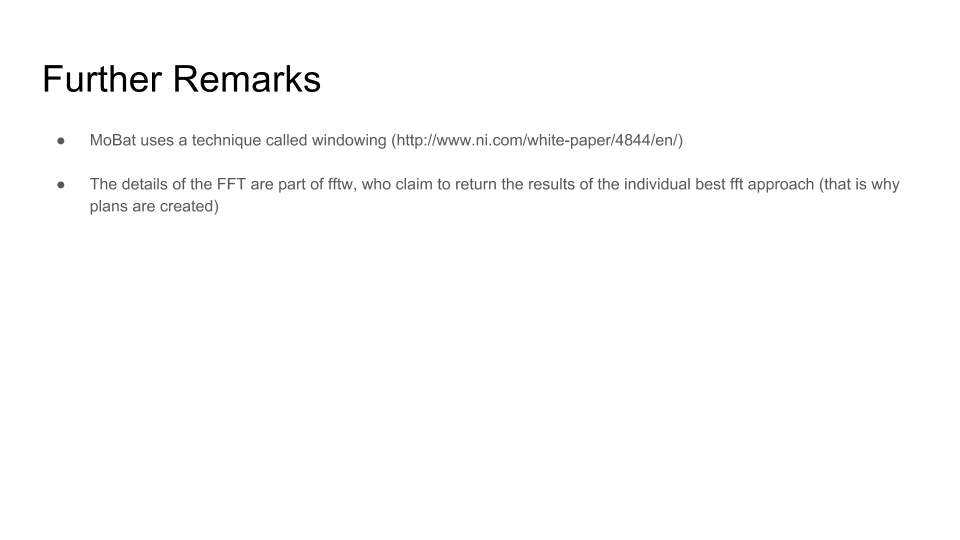 Further Remarks
● MoBat uses a technique called windowing (http://www.ni.com/white-paper/4844/en/)
● The details of the FFT are part of fftw, who claim to return the results of the individual best fft approach (that is why
plans are created)